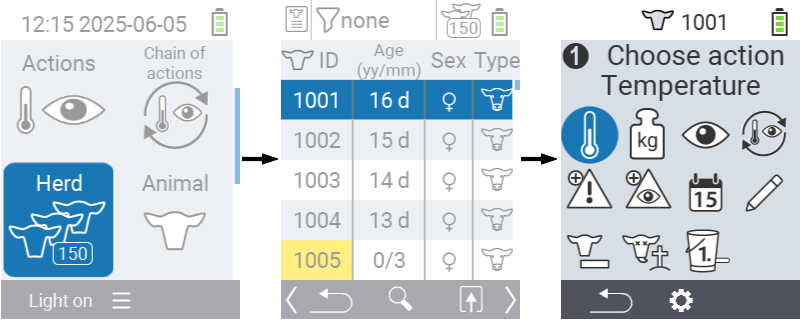 12:15 2025-06-05
Actions
Chain of
actions
Herd
150
Animal
Light on
none
150
ID
Age
(yy/mm)
Sex
Type
1001
16 d
♀
1002
15 d
♀
1003
14 d
♀
1004
13 d
♀
1005
0/3
♀
1001
1 Choose action
Temperature
kg
15
1.